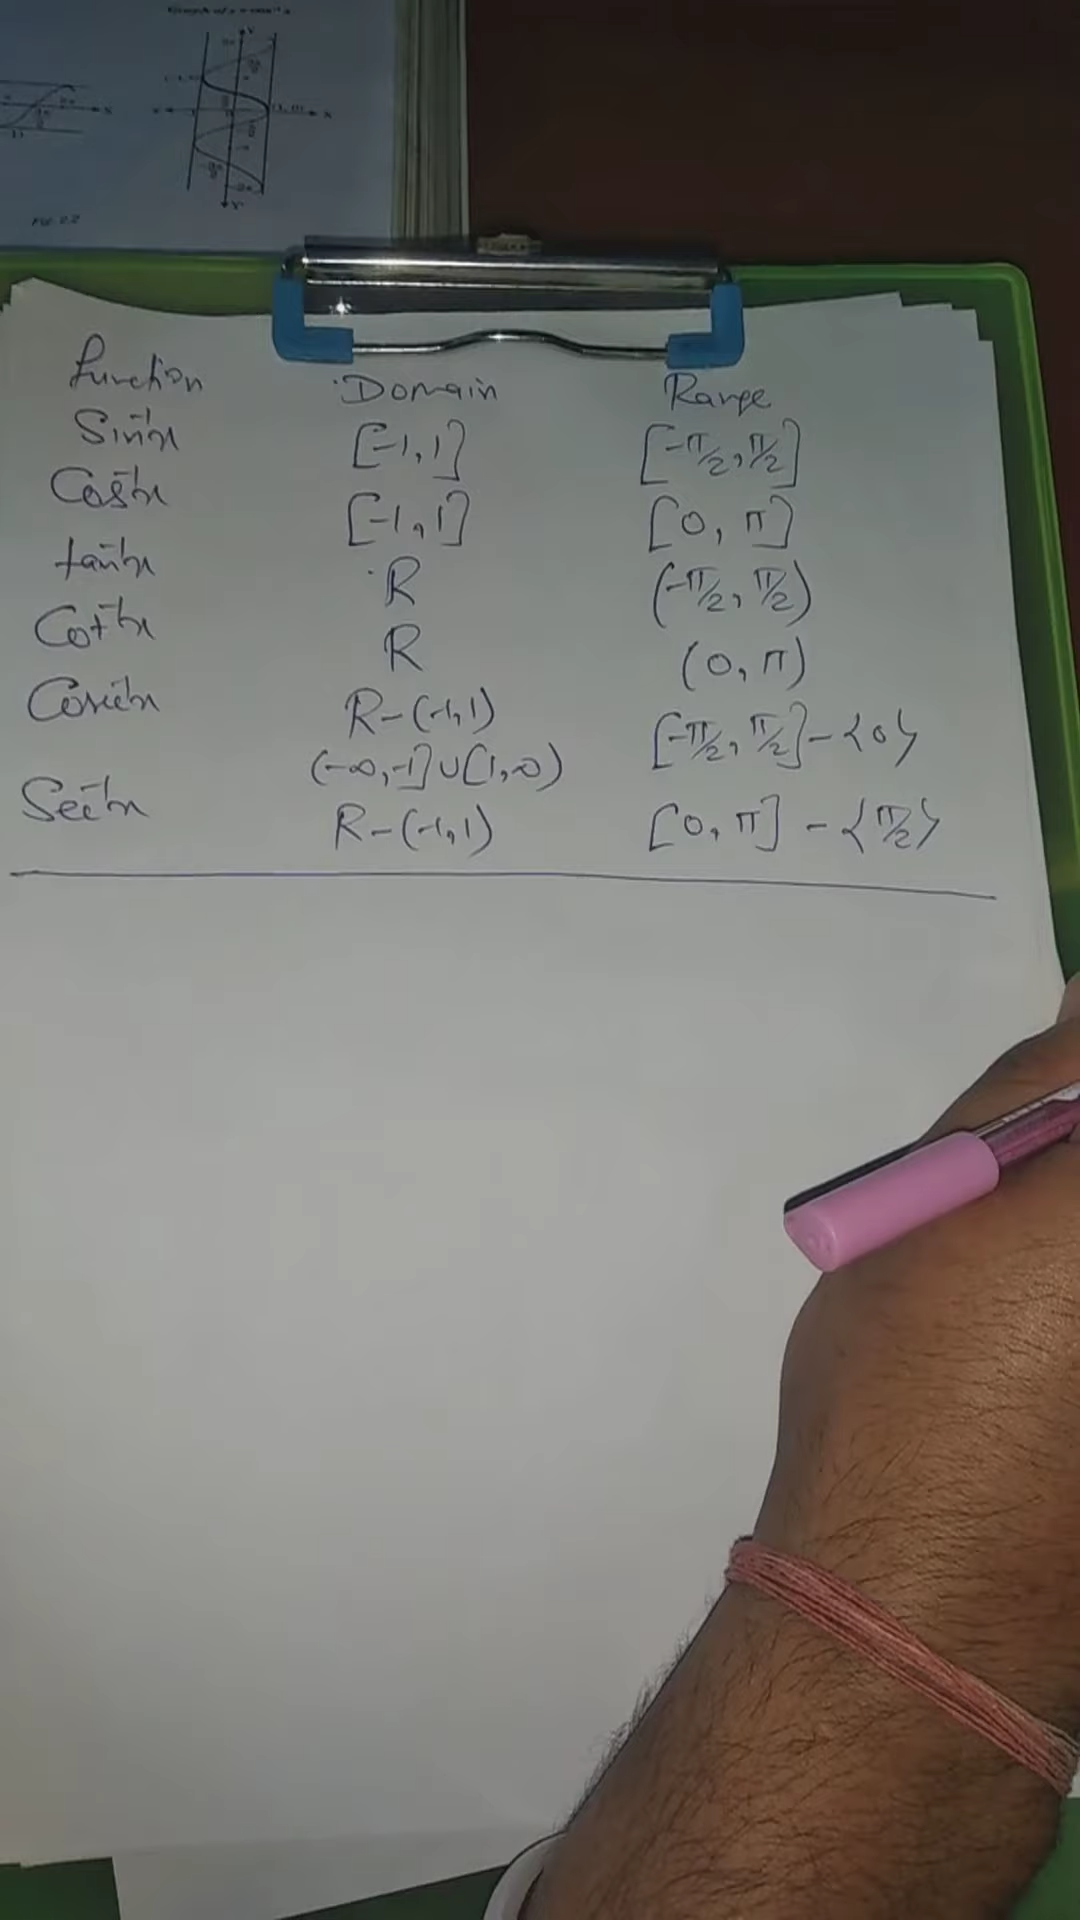 function Domain Range
Sin⁻¹x [-1,1] [-π/2, π/2]
Cos⁻¹x [-1,1] [0, π]
tan⁻¹x R (-π/2, π/2)
Cot⁻¹x R (0, π)
Cosec⁻¹x R-(-1,1) [-π/2, π/2]-{0}
(-∞,-1]∪[1,∞)
Sec⁻¹x R-(-1,1) [0, π] - {π/2}